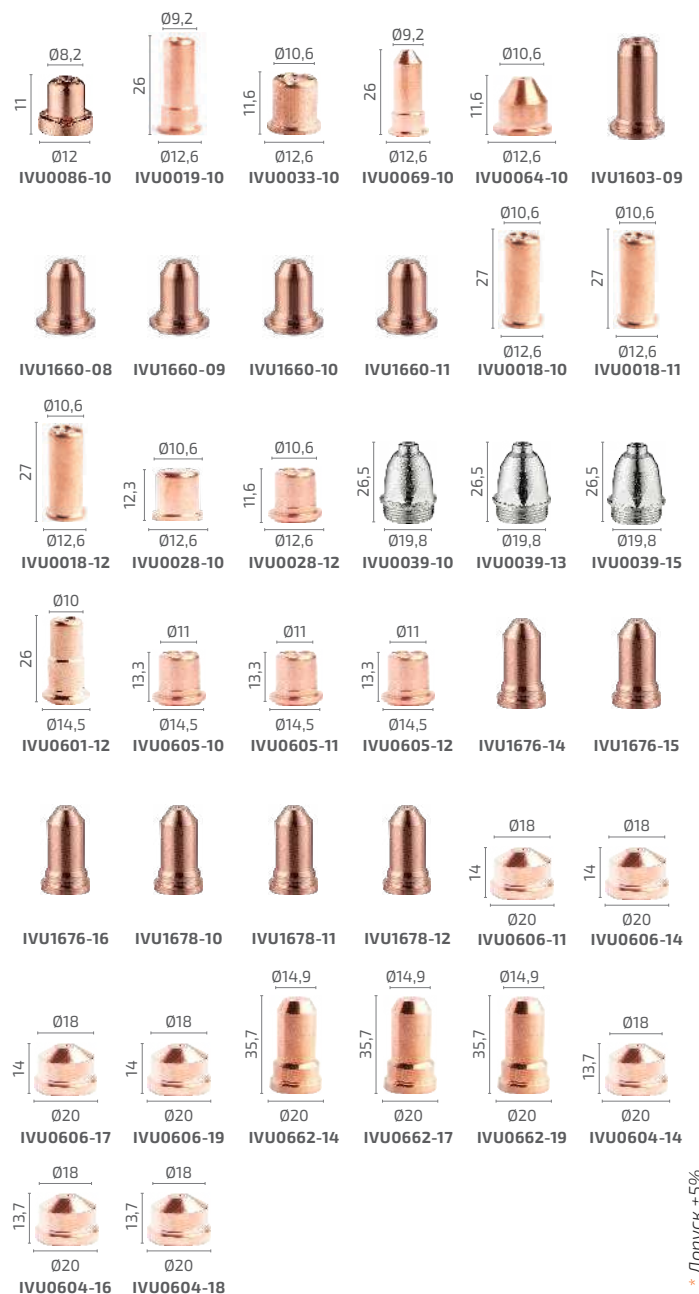 Ø8,2
11
Ø12
IVU0086-10
Ø9,2
26
Ø12,6
IVU0019-10
Ø10,6
11,6
Ø12,6
IVU0033-10
Ø9,2
26
Ø12,6
IVU0069-10
Ø10,6
11,6
Ø12,6
IVU0064-10
IVU1603-09
IVU1660-08
IVU1660-09
IVU1660-10
IVU1660-11
Ø10,6
27
Ø12,6
IVU0018-10
Ø10,6
27
Ø12,6
IVU0018-11
Ø10,6
27
Ø12,6
IVU0018-12
Ø10,6
12,3
Ø12,6
IVU0028-10
Ø10,6
11,6
Ø12,6
IVU0028-12
26,5
Ø19,8
IVU0039-10
26,5
Ø19,8
IVU0039-13
26,5
Ø19,8
IVU0039-15
Ø10
26
Ø14,5
IVU0601-12
Ø11
13,3
Ø14,5
IVU0605-10
Ø11
13,3
Ø14,5
IVU0605-11
Ø11
13,3
Ø14,5
IVU0605-12
IVU1676-14
IVU1676-15
IVU1676-16
IVU1678-10
IVU1678-11
IVU1678-12
Ø18
14
Ø20
IVU0606-11
Ø18
14
Ø20
IVU0606-14
Ø18
14
Ø20
IVU0606-17
Ø18
14
Ø20
IVU0606-19
Ø14,9
35,7
Ø20
IVU0662-14
Ø14,9
35,7
Ø20
IVU0662-17
Ø14,9
35,7
Ø20
IVU0662-19
Ø18
13,7
Ø20
IVU0604-14
Ø18
13,7
Ø20
IVU0604-16
Ø18
13,7
Ø20
IVU0604-18
* Допуск ±5%